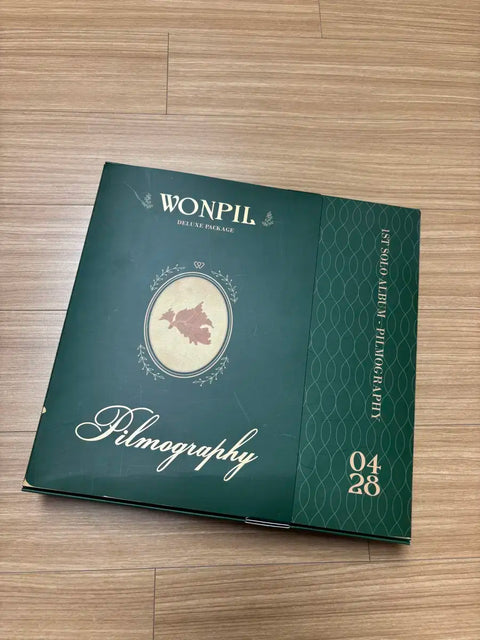 WONPIL
DELUXE PACKAGE
Pilmography
1ST SOLO ALBUM - PILMOGRAPHY
04
28